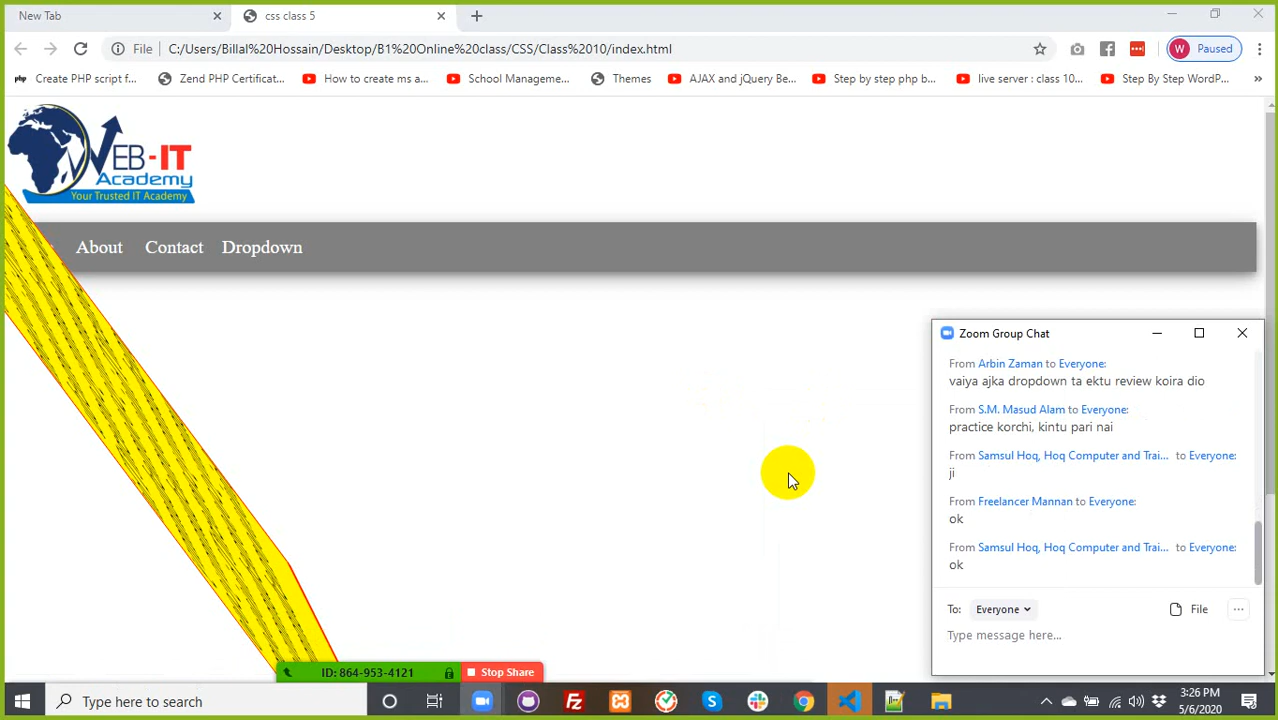 New Tab
css class 5
File
C:/Users/Billal%20Hossain/Desktop/B1%20Online%20class/CSS/Class%2010/index.html
W Paused
Create PHP script f...
Zend PHP Certificat...
How to create ms a...
School Manageme...
Themes
AJAX and jQuery Be...
Step by step php b...
live server : class 10...
Step By Step WordP...
WEB-IT
Academy
Your Trusted IT Academy
About
Contact
Dropdown
Zoom Group Chat
From Arbin Zaman to Everyone:
vaiya ajka dropdown ta ektu review koira dio
From S.M. Masud Alam to Everyone:
practice korchi, kintu pari nai
From Samsul Hoq, Hoq Computer and Trai... to Everyone:
ji
From Freelancer Mannan to Everyone:
ok
From Samsul Hoq, Hoq Computer and Trai... to Everyone:
ok
To: Everyone
File
Type message here...
ID: 864-953-4121
Stop Share
Type here to search
3:26 PM
5/6/2020